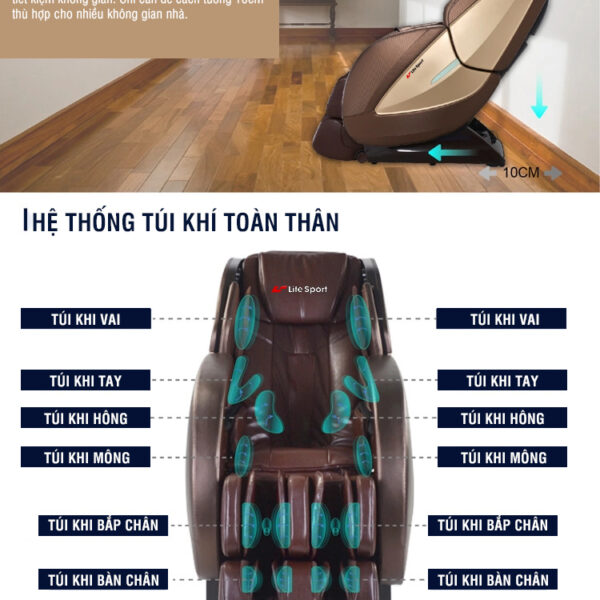 tiết kiệm không gian. Chỉ cần để cách tường 10cm
thù hợp cho nhiều không gian nhà.
Life Sport
10CM
HỆ THỐNG TÚI KHÍ TOÀN THÂN
Life Sport
TÚI KHI VAI
TÚI KHI VAI
TÚI KHI TAY
TÚI KHI TAY
TÚI KHI HÔNG
TÚI KHI HÔNG
TÚI KHI MÔNG
TÚI KHI MÔNG
TÚI KHI BẮP CHÂN
TÚI KHI BẮP CHÂN
TÚI KHI BÀN CHÂN
TÚI KHI BÀN CHÂN